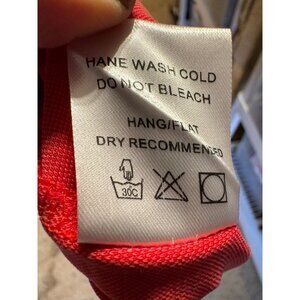 HANE WASH COLD
DO NOT BLEACH
HANG/FLAT
DRY RECOMMENDED
30C